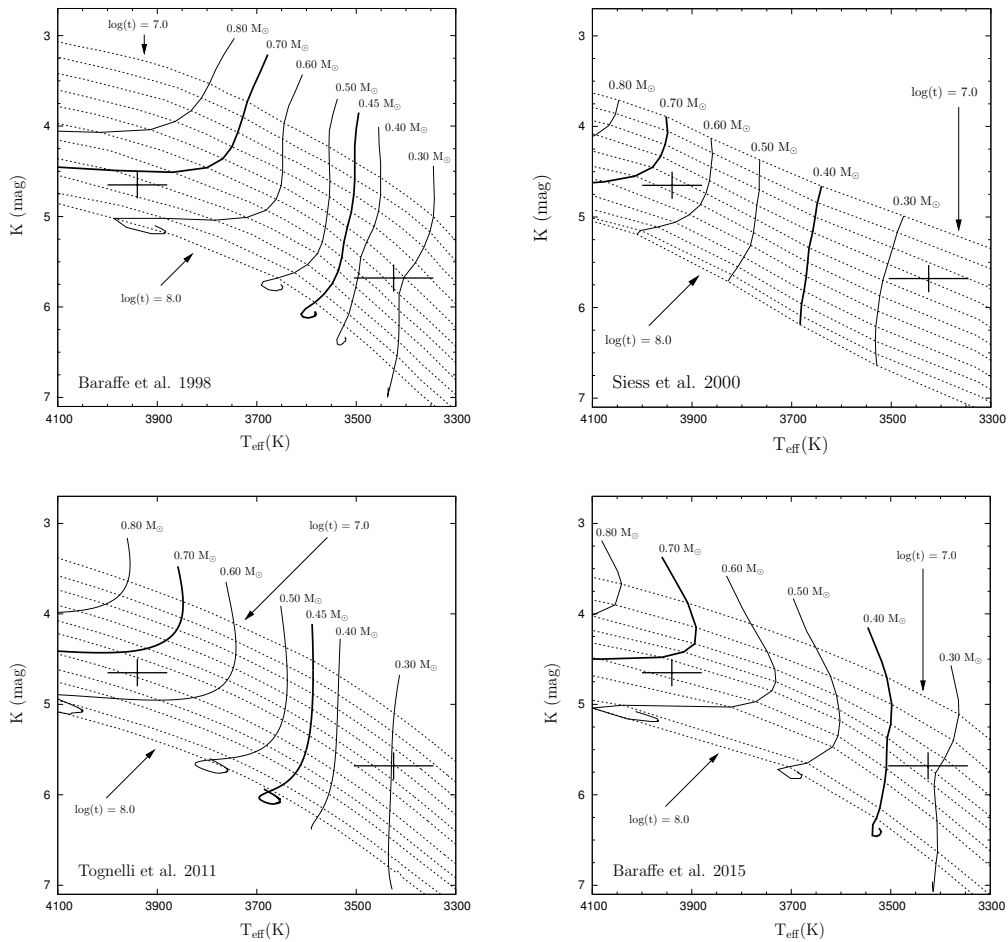 log(t) = 7.0
0.80 M☉
0.70 M☉
0.60 M☉
0.50 M☉
0.45 M☉
0.40 M☉
0.30 M☉
log(t) = 8.0
Baraffe et al. 1998
3
4
5
6
7
K (mag)
4100 3900 3700 3500 3300
T_eff(K)
0.80 M☉
0.70 M☉
0.60 M☉
0.50 M☉
0.40 M☉
0.30 M☉
log(t) = 7.0
log(t) = 8.0
Siess et al. 2000
3
4
5
6
7
K (mag)
4100 3900 3700 3500 3300
T_eff(K)
0.80 M☉
0.70 M☉
0.60 M☉
0.50 M☉
0.45 M☉
0.40 M☉
0.30 M☉
log(t) = 7.0
log(t) = 8.0
Tognelli et al. 2011
3
4
5
6
7
K (mag)
4100 3900 3700 3500 3300
T_eff(K)
0.80 M☉
0.70 M☉
0.60 M☉
0.50 M☉
0.40 M☉
0.30 M☉
log(t) = 7.0
log(t) = 8.0
Baraffe et al. 2015
3
4
5
6
7
K (mag)
4100 3900 3700 3500 3300
T_eff(K)